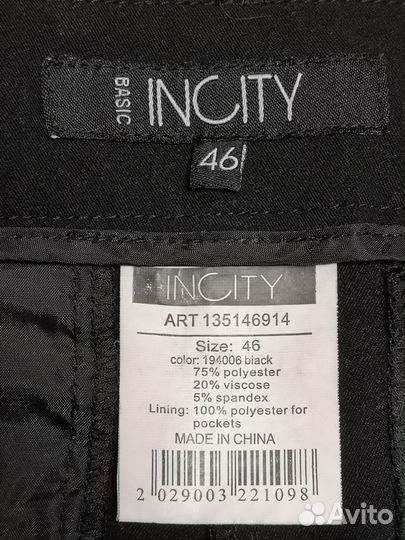 BASIC INCITY
46
INCITY
ART 135146914
Size: 46
color: 194006 black
75% polyester
20% viscose
5% spandex
Lining: 100% polyester for
pockets
MADE IN CHINA
2 029003 221098
Avito